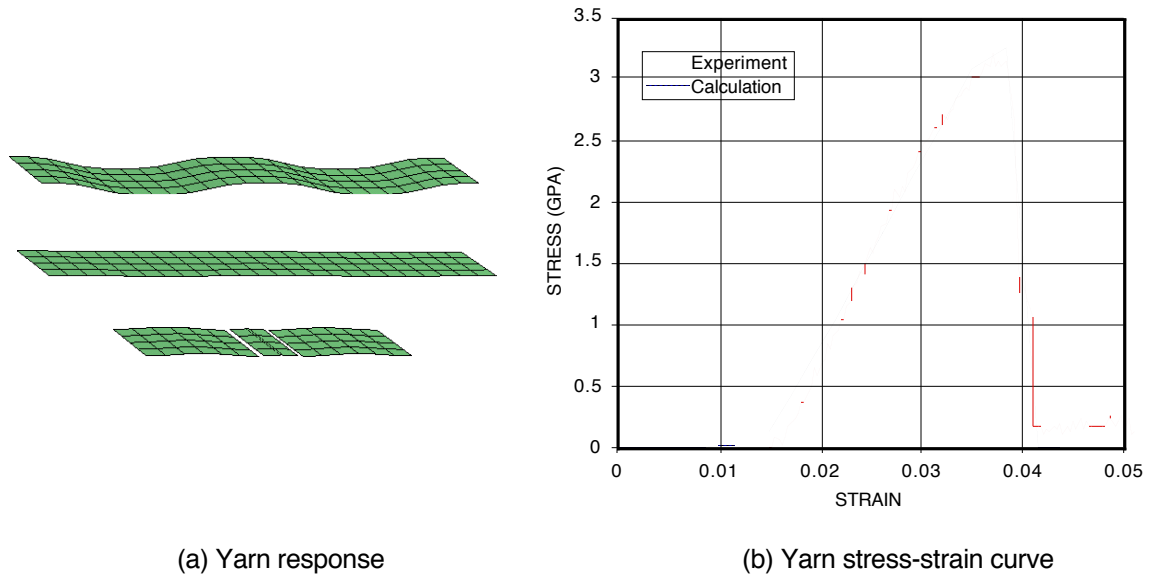 3.5
3
2.5
2
1.5
1
0.5
0
STRESS (GPA)
Experiment
Calculation
0 0.01 0.02 0.03 0.04 0.05
STRAIN
(a) Yarn response
(b) Yarn stress-strain curve